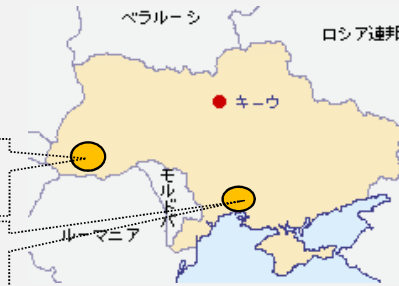 ベラルーシ
ロシア連邦
キーウ
モルドバ
ルーマニア